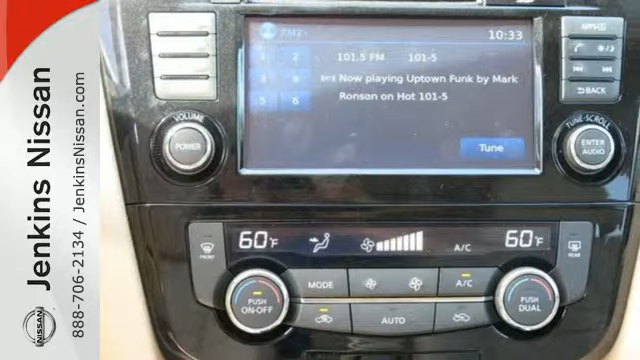 Jenkins Nissan
888-706-2134 / JenkinsNissan.com
NISSAN
FM1
10:33
1 2
101.5 FM 101-5
3
Now playing Uptown Funk by Mark
Ronson on Hot 101-5
5 6
Tune
BACK
VOLUME
POWER
TUNE·SCROLL
ENTER
AUDIO
60°F
A/C
60°F
FRONT
REAR
MODE
A/C
PUSH
ON·OFF
AUTO
PUSH
DUAL